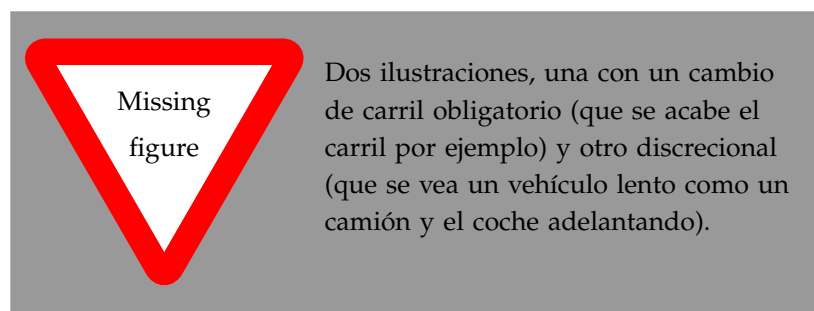 Missing
figure
Dos ilustraciones, una con un cambio
de carril obligatorio (que se acabe el
carril por ejemplo) y otro discrecional
(que se vea un vehículo lento como un
camión y el coche adelantando).